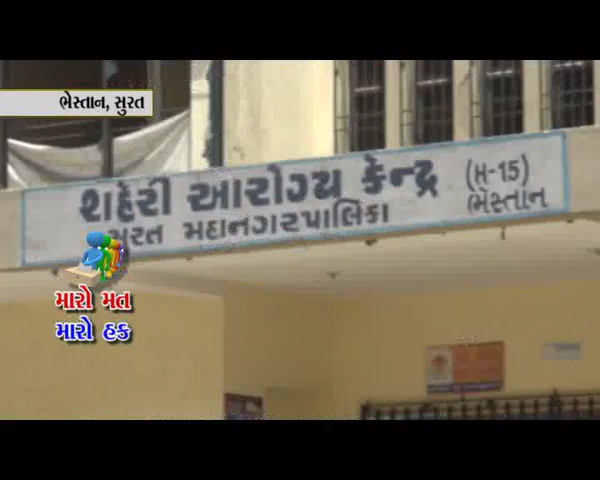 ભેસ્તાન, સુરત
શહેરી આરોગ્ય કેન્દ્ર (મ-15)
સુરત મહાનગરપાલિકા ભેસ્તાન
મારો મત
મારો હક